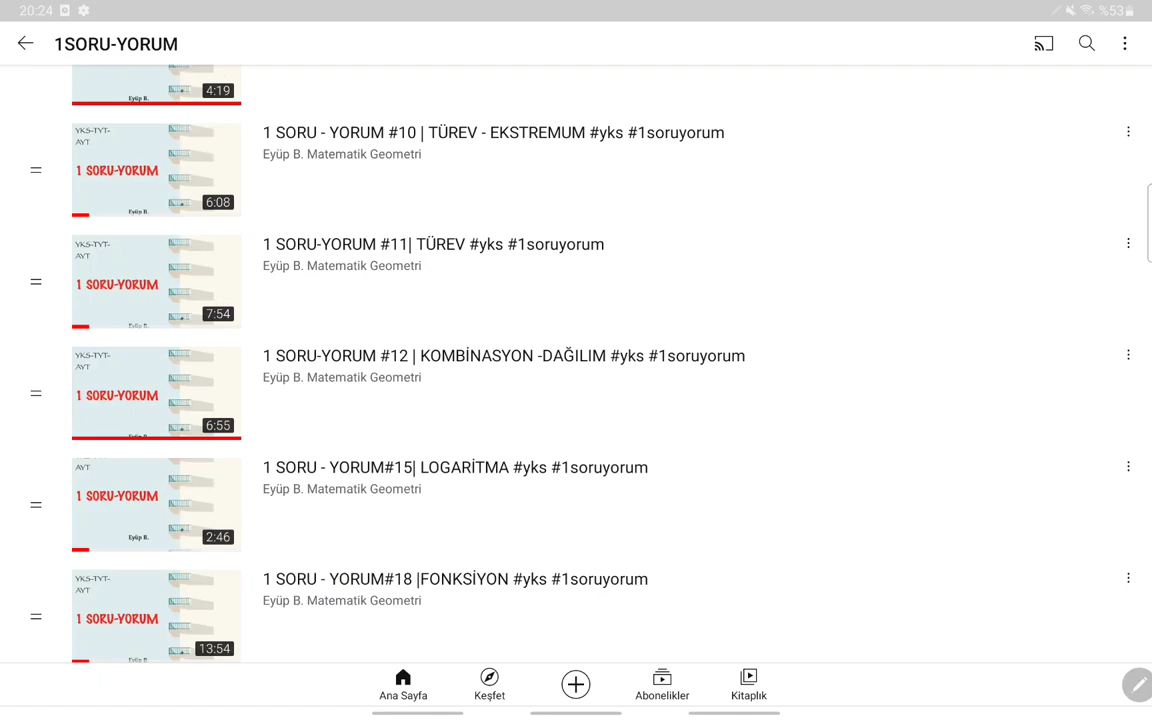 20:24
%53
1SORU-YORUM
Eyüp B.
4:19
YKS-TYT-
AYT
1 SORU-YORUM
Eyüp B.
6:08
1 SORU - YORUM #10 | TÜREV - EKSTREMUM #yks #1soruyorum
Eyüp B. Matematik Geometri
YKS-TYT-
AYT
1 SORU-YORUM
Eyüp B.
7:54
1 SORU-YORUM #11| TÜREV #yks #1soruyorum
Eyüp B. Matematik Geometri
YKS-TYT-
AYT
1 SORU-YORUM
Eyüp B.
6:55
1 SORU-YORUM #12 | KOMBİNASYON -DAĞILIM #yks #1soruyorum
Eyüp B. Matematik Geometri
AYT
1 SORU-YORUM
Eyüp B.
2:46
1 SORU - YORUM#15| LOGARİTMA #yks #1soruyorum
Eyüp B. Matematik Geometri
YKS-TYT-
AYT
1 SORU-YORUM
Eyüp B.
13:54
1 SORU - YORUM#18 |FONKSİYON #yks #1soruyorum
Eyüp B. Matematik Geometri
Ana Sayfa
Keşfet
Abonelikler
Kitaplık